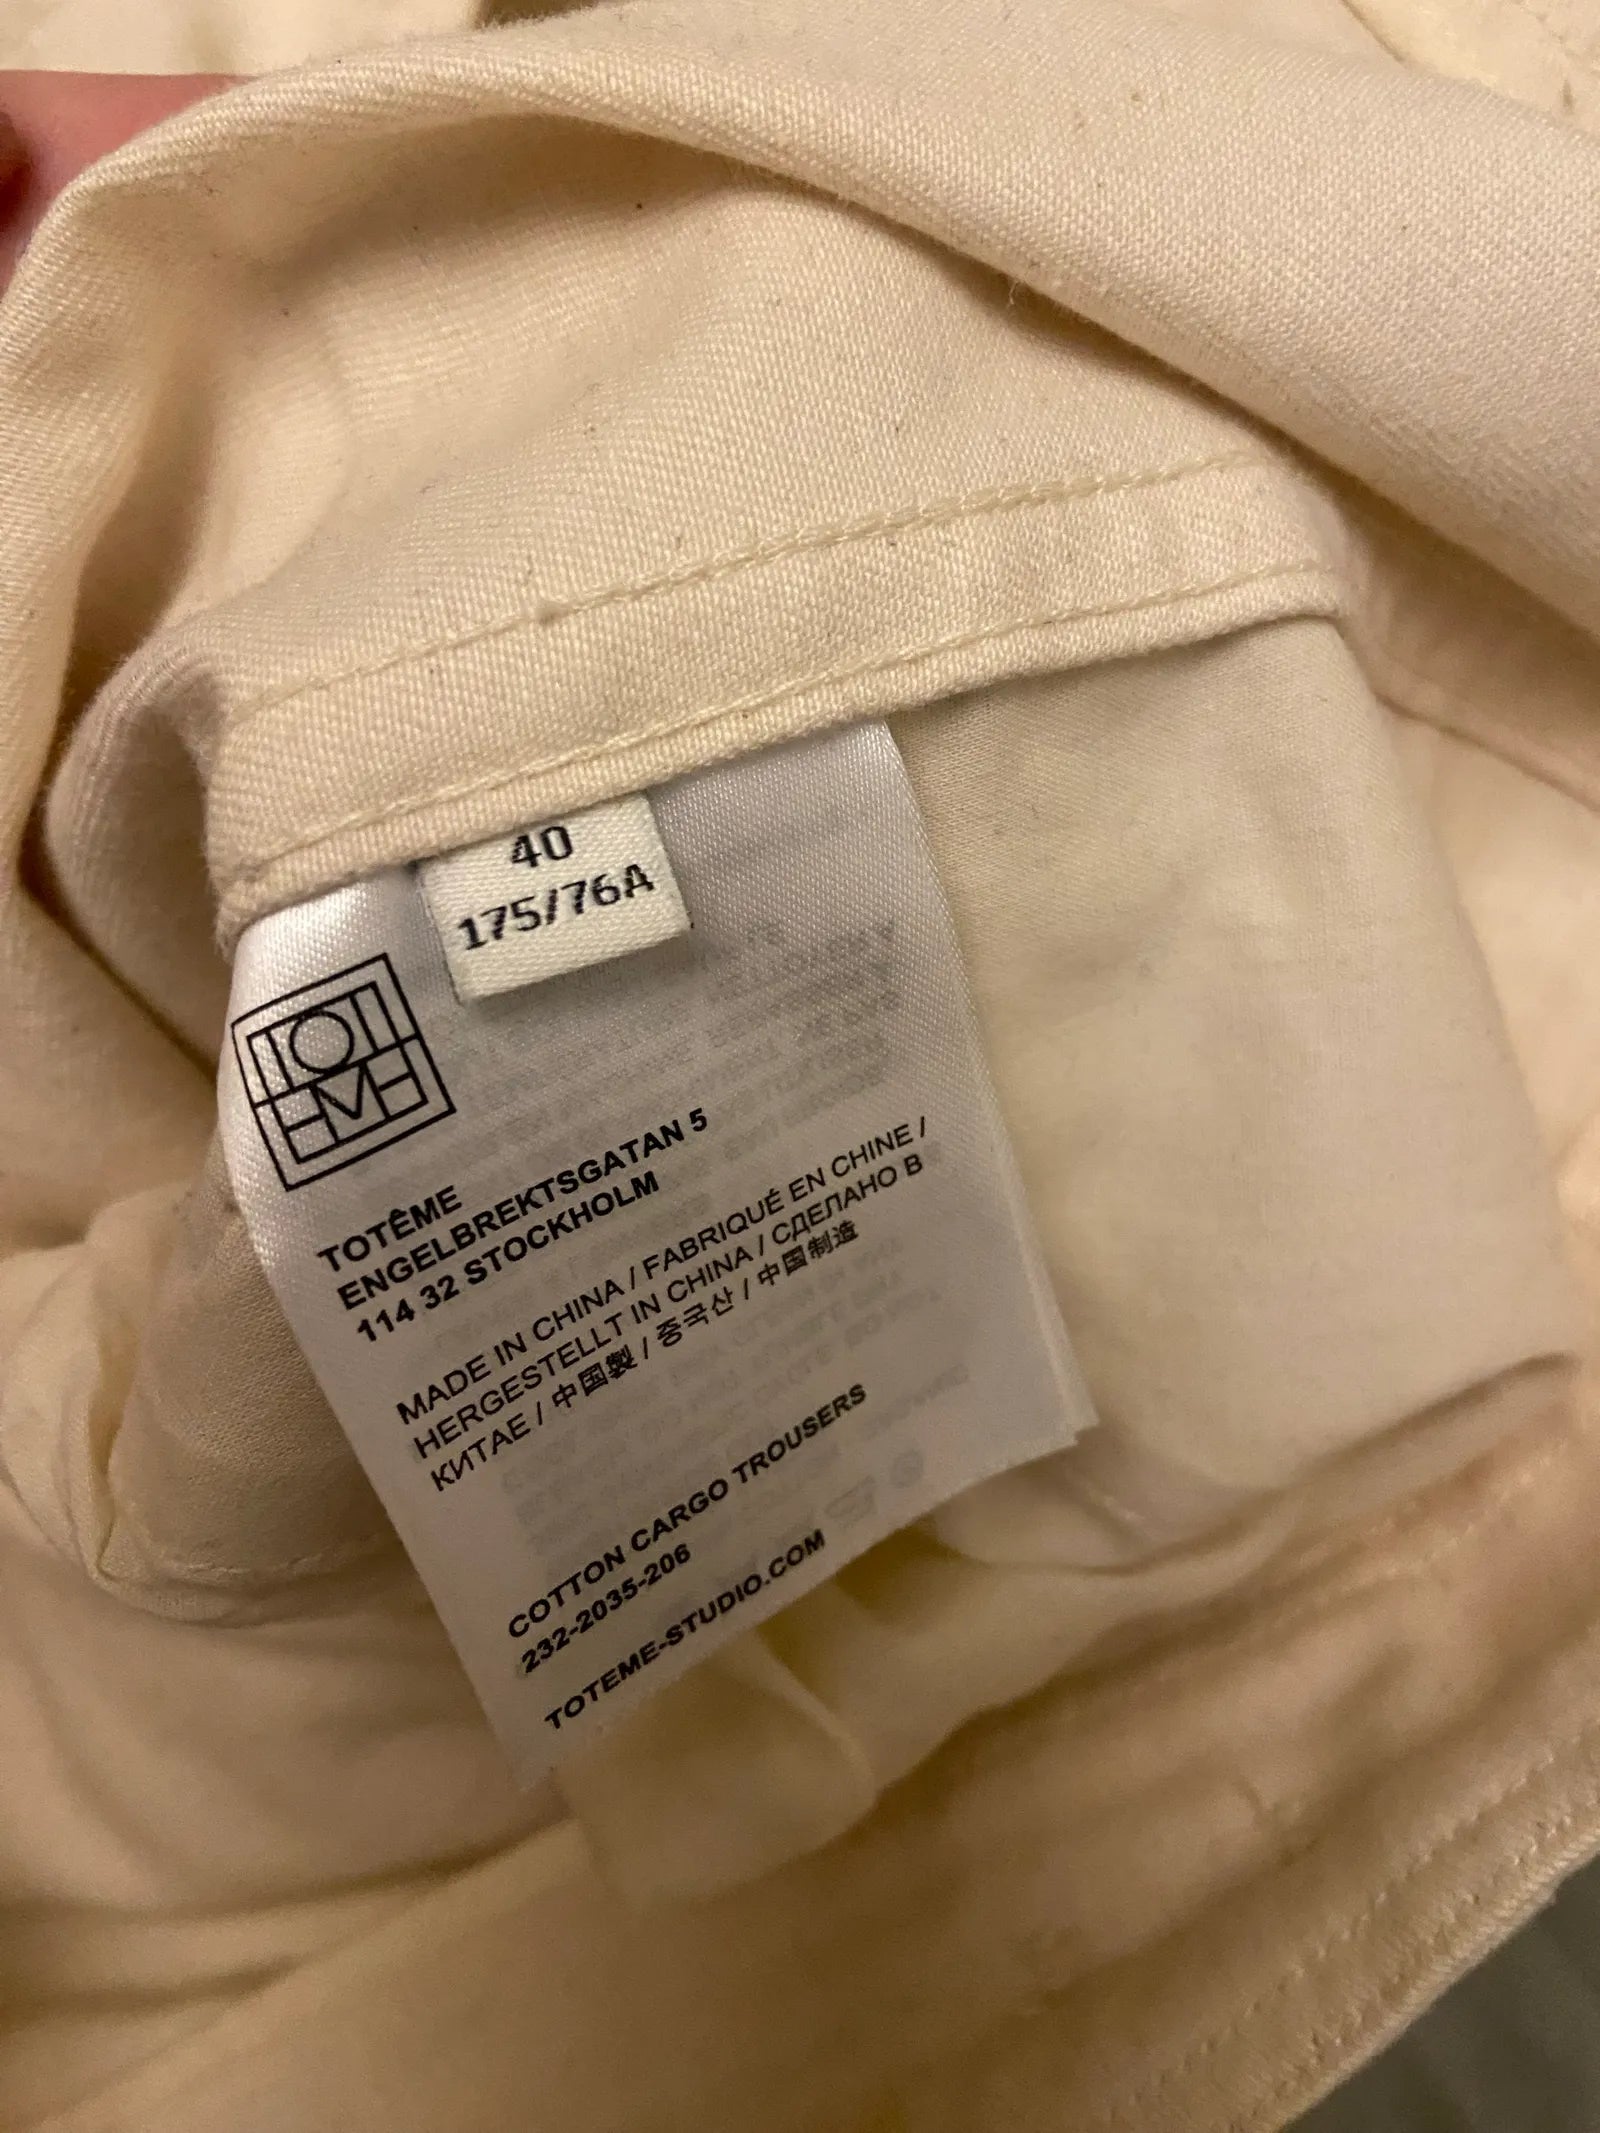 40
175/76A
TOTÊME
TOTÊME
ENGELBREKTSGATAN 5
114 32 STOCKHOLM
MADE IN CHINA / FABRIQUÉ EN CHINE /
HERGESTELLT IN CHINA / СДЕЛАНО В
КИТАЕ / 中国製 / 중국산 / 中国制造
COTTON CARGO TROUSERS
232-2035-206
TOTEME-STUDIO.COM